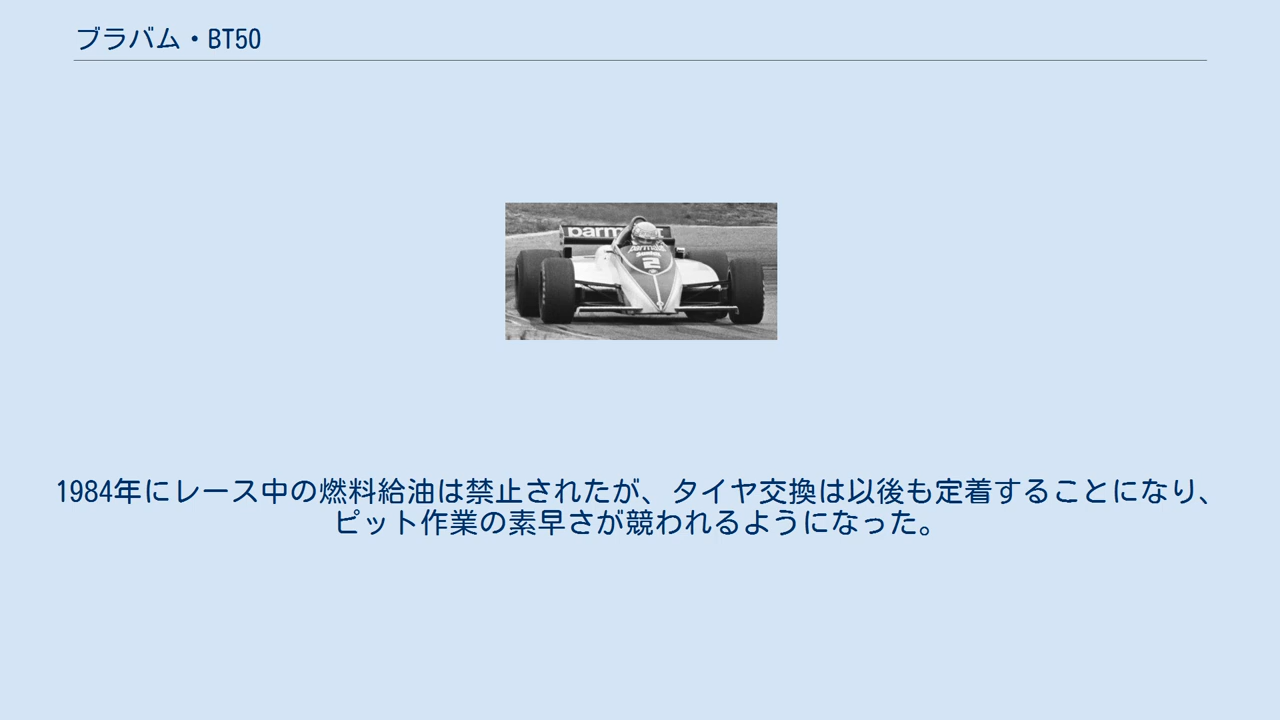 ブラバム・BT50
parm
parmalat
2
1984年にレース中の燃料給油は禁止されたが、タイヤ交換は以後も定着することになり、
ピット作業の素早さが競われるようになった。